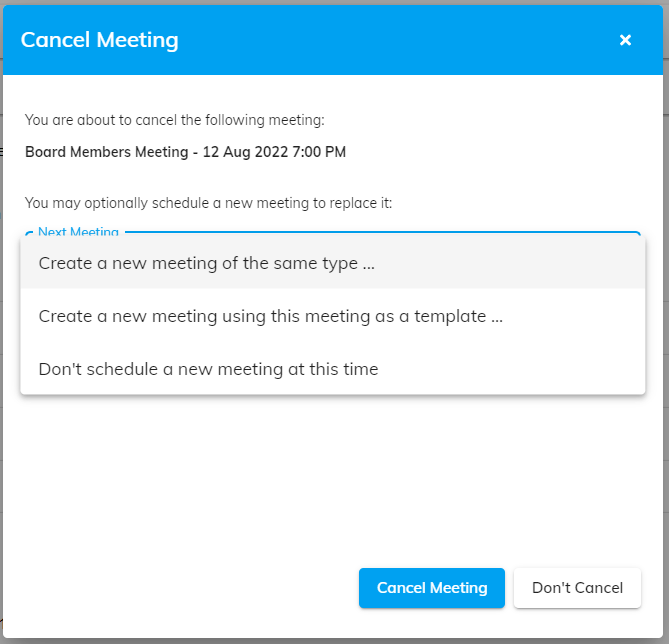 Cancel Meeting
You are about to cancel the following meeting:
Board Members Meeting - 12 Aug 2022 7:00 PM
You may optionally schedule a new meeting to replace it:
Next Meeting
Create a new meeting of the same type ...
Create a new meeting using this meeting as a template ...
Don't schedule a new meeting at this time
Cancel Meeting
Don't Cancel